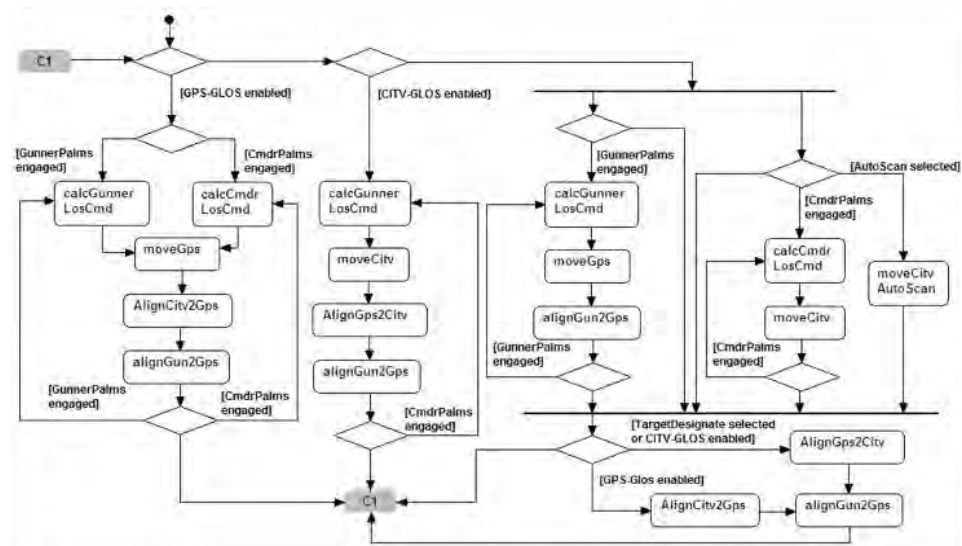 C1
[GPS-GLOS enabled]
[CITV-GLOS enabled]
[GunnerPalms
engaged]
[CmdrPalms
engaged]
calcGunner
LosCmd
calcCmdr
LosCmd
moveGps
AlignCitv2Gps
alignGun2Gps
[GunnerPalms
engaged]
[CmdrPalms
engaged]
calcGunner
LosCmd
moveCitv
AlignGps2Citv
alignGun2Gps
[CmdrPalms
engaged]
C1
[GunnerPalms
engaged]
calcGunner
LosCmd
moveGps
alignGun2Gps
[GunnerPalms
engaged]
[AutoScan selected]
[CmdrPalms
engaged]
calcCmdr
LosCmd
moveCitv
[CmdrPalms
engaged]
moveCitv
AutoScan
[TargetDesignate selected
or CITV-GLOS enabled]
AlignGps2Citv
[GPS-Glos enabled]
AlignCitv2Gps
alignGun2Gps